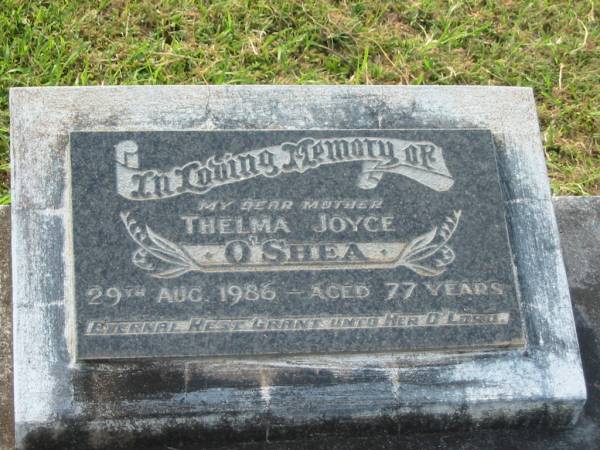 In Loving Memory of
MY DEAR MOTHER
THELMA JOYCE
O'SHEA
29TH AUG. 1986 - AGED 77 YEARS
ETERNAL REST GRANT UNTO HER O' LORD.